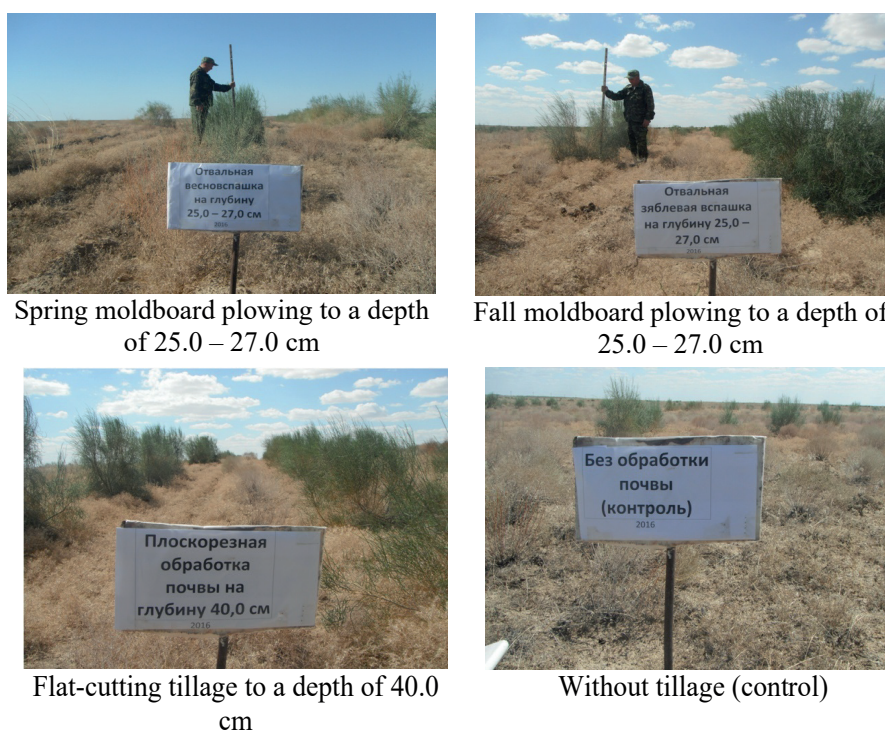 Отвальная
весновспашка
на глубину
25,0 – 27,0 см
2016
Отвальная
зяблевая вспашка
на глубину 25,0 –
27,0 см
2016
Spring moldboard plowing to a depth
of 25.0 – 27.0 cm
Fall moldboard plowing to a depth of
25.0 – 27.0 cm
Плоскорезная
обработка
почвы на
глубину 40,0 см
2016
Без обработки
почвы
(контроль)
2016
Flat-cutting tillage to a depth of 40.0
cm
Without tillage (control)